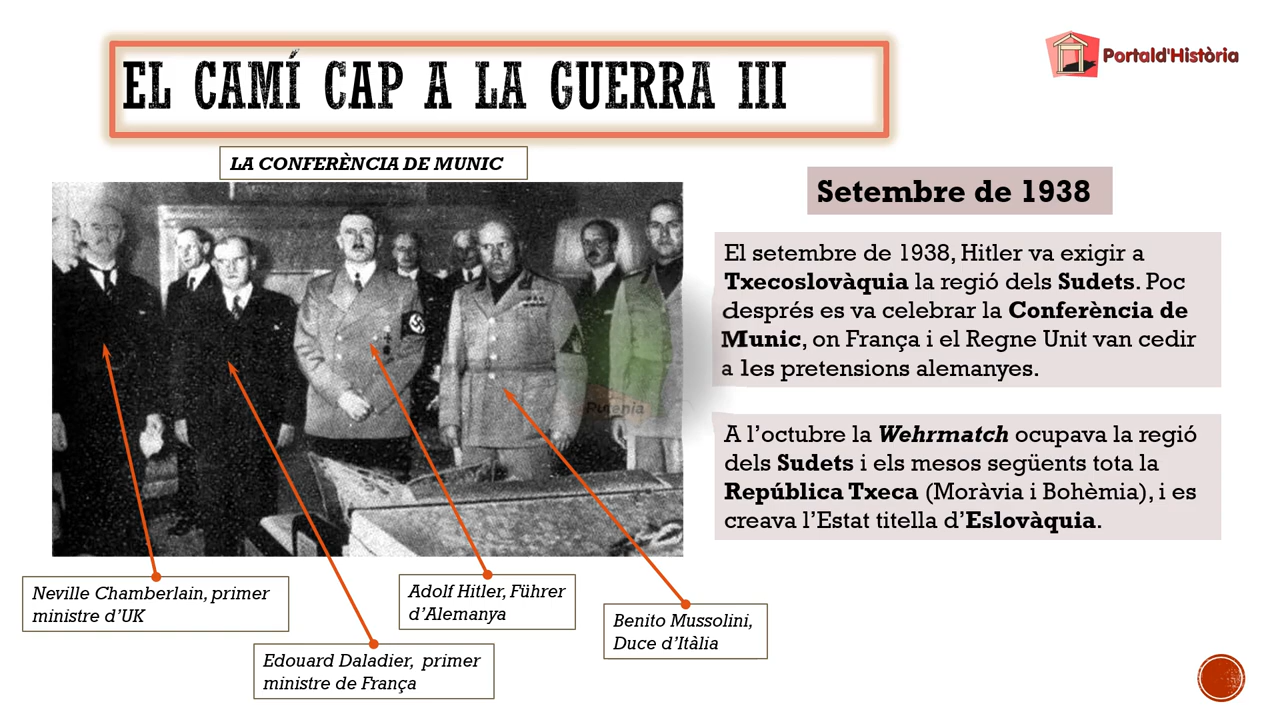 EL CAMÍ CAP A LA GUERRA III
Portald'Història
LA CONFERÈNCIA DE MUNIC
Setembre de 1938
El setembre de 1938, Hitler va exigir a
Txecoslovàquia la regió dels Sudets. Poc
després es va celebrar la Conferència de
Munic, on França i el Regne Unit van cedir
a les pretensions alemanyes.
Rutenia
A l'octubre la Wehrmatch ocupava la regió
dels Sudets i els mesos següents tota la
República Txeca (Moràvia i Bohèmia), i es
creava l'Estat titella d'Eslovàquia.
Neville Chamberlain, primer
ministre d'UK
Adolf Hitler, Führer
d'Alemanya
Benito Mussolini,
Duce d'Itàlia
Edouard Daladier, primer
ministre de França